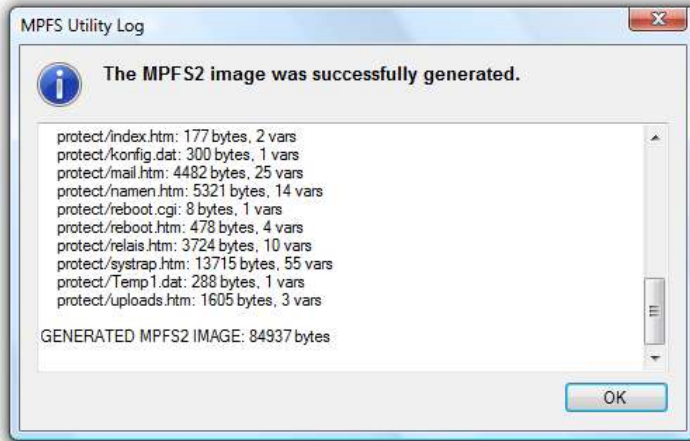 MPFS Utility Log
The MPFS2 image was successfully generated.
protect/index.htm: 177 bytes, 2 vars
protect/konfig.dat: 300 bytes, 1 vars
protect/mail.htm: 4482 bytes, 25 vars
protect/namen.htm: 5321 bytes, 14 vars
protect/reboot.cgi: 8 bytes, 1 vars
protect/reboot.htm: 478 bytes, 4 vars
protect/relais.htm: 3724 bytes, 10 vars
protect/systrap.htm: 13715 bytes, 55 vars
protect/Temp1.dat: 288 bytes, 1 vars
protect/uploads.htm: 1605 bytes, 3 vars
GENERATED MPFS2 IMAGE: 84937 bytes
OK